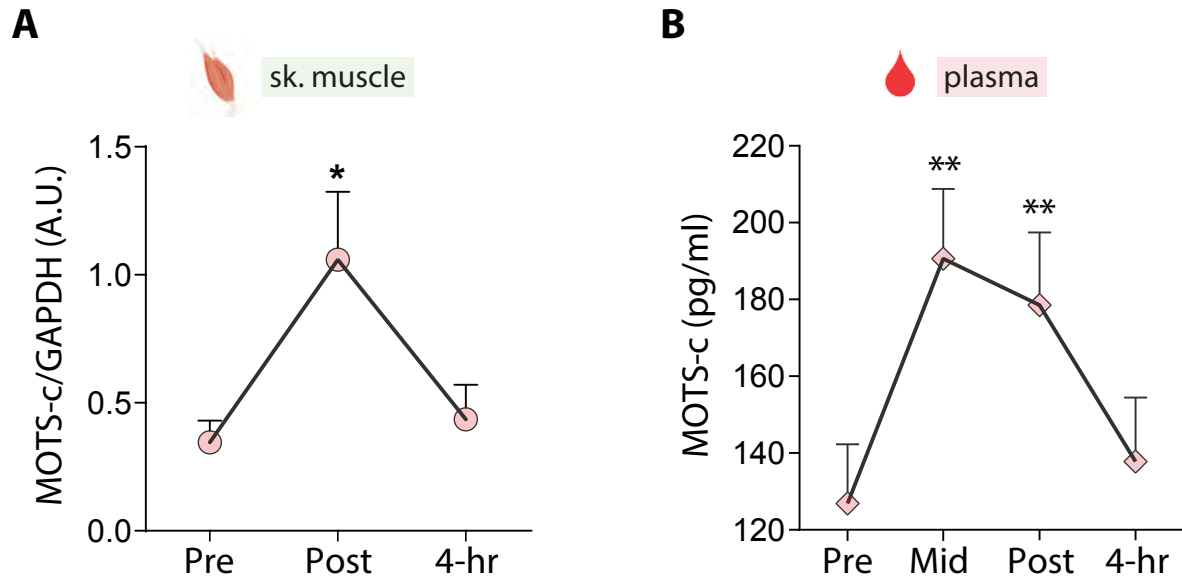 A
sk. muscle
MOTS-c/GAPDH (A.U.)
1.5
1.0
0.5
0.0
*
Pre Post 4-hr
B
plasma
MOTS-c (pg/ml)
220
200
180
160
140
120
**
**
Pre Mid Post 4-hr